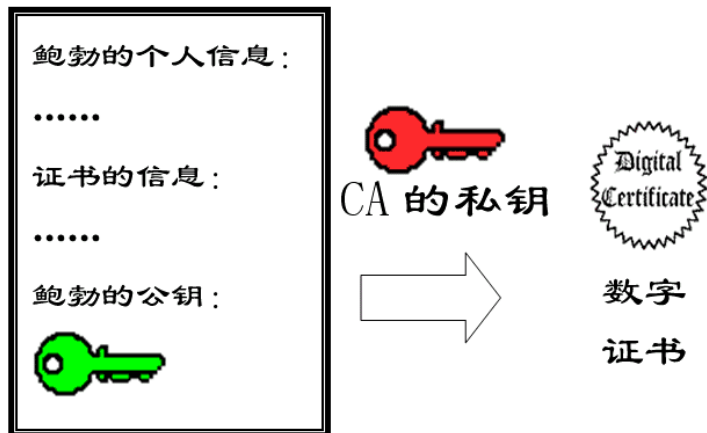 鲍勃的个人信息：
······
证书的信息：
······
鲍勃的公钥：
CA 的私钥
Digital
Certificate
数字
证书